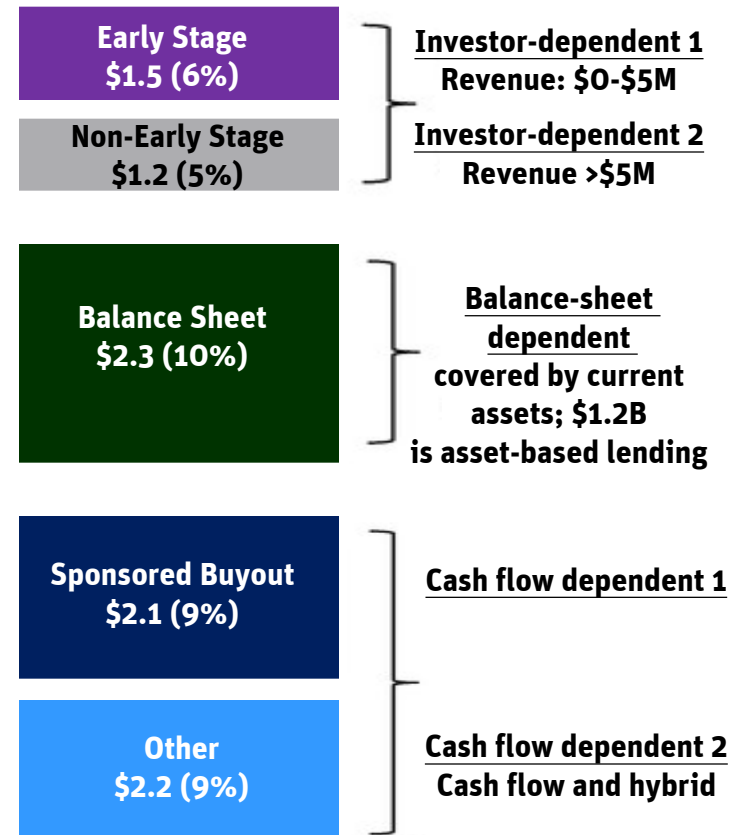 Early Stage
$1.5 (6%)
Investor-dependent 1
Revenue: $0-$5M
Non-Early Stage
$1.2 (5%)
Investor-dependent 2
Revenue >$5M
Balance Sheet
$2.3 (10%)
Balance-sheet
dependent
covered by current
assets; $1.2B
is asset-based lending
Sponsored Buyout
$2.1 (9%)
Cash flow dependent 1
Other
$2.2 (9%)
Cash flow dependent 2
Cash flow and hybrid